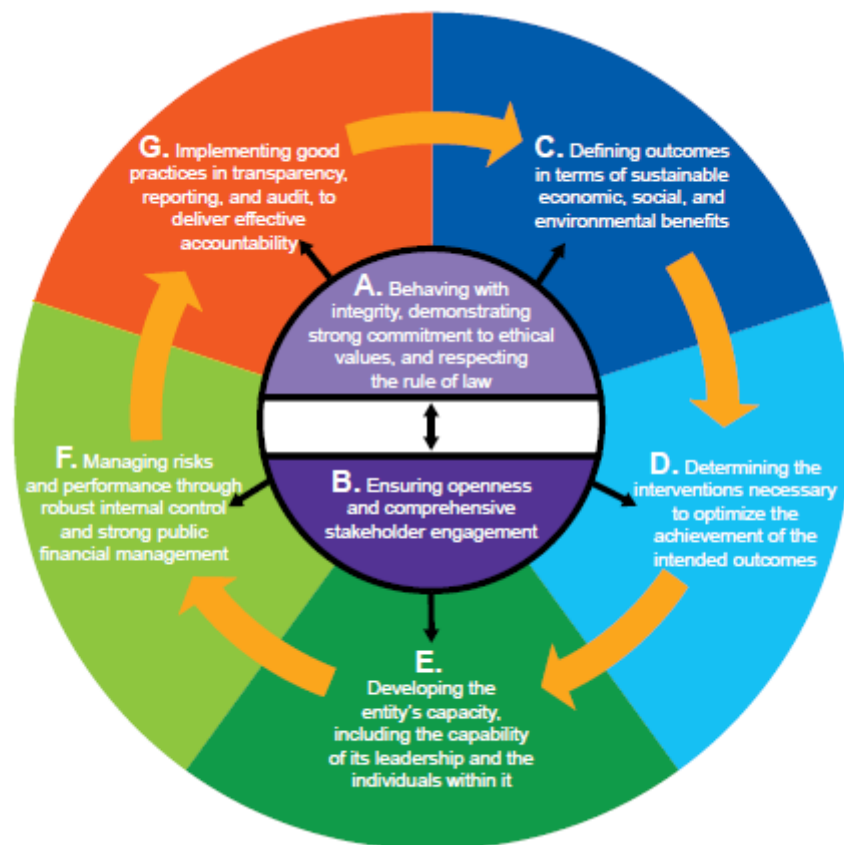 G. Implementing good
practices in transparency,
reporting, and audit, to
deliver effective
accountability
C. Defining outcomes
in terms of sustainable
economic, social, and
environmental benefits
A. Behaving with
integrity, demonstrating
strong commitment to ethical
values, and respecting
the rule of law
B. Ensuring openness
and comprehensive
stakeholder engagement
F. Managing risks
and performance through
robust internal control
and strong public
financial management
D. Determining the
interventions necessary
to optimize the
achievement of the
intended outcomes
E.
Developing the
entity's capacity,
including the capability
of its leadership and the
individuals within it